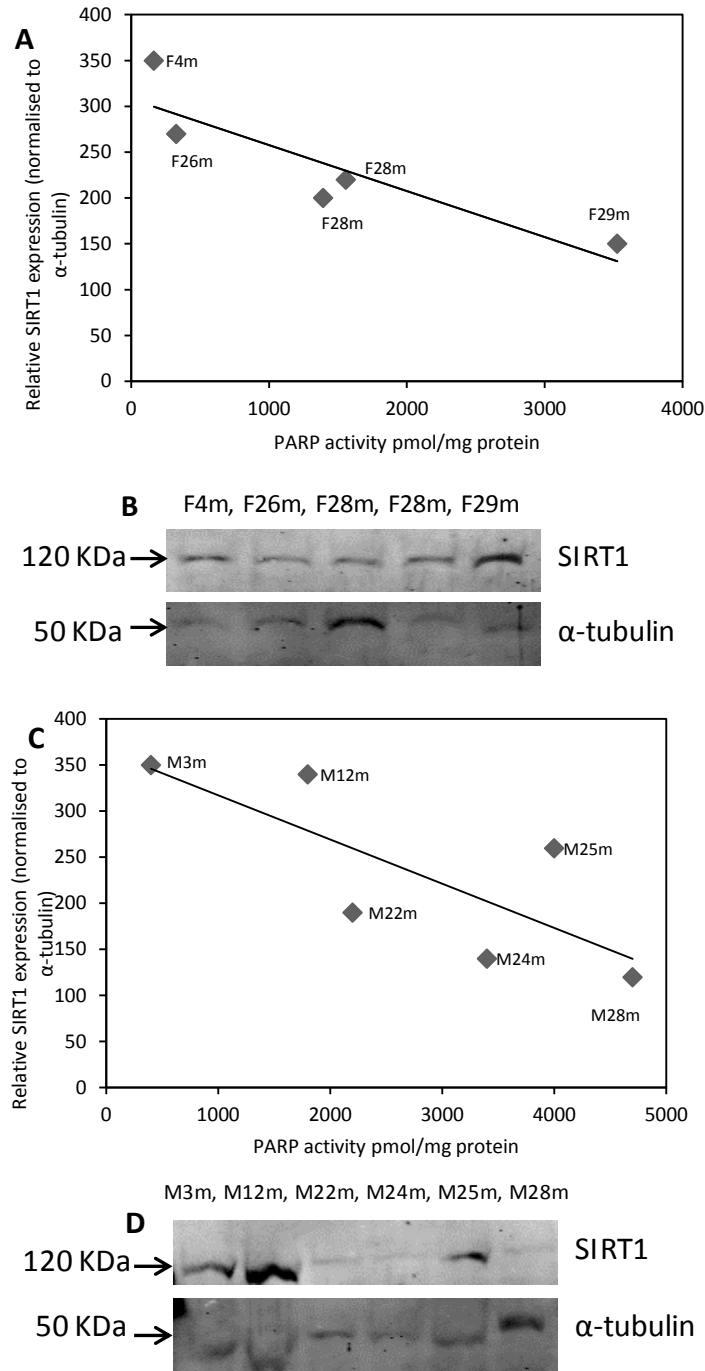 A
Relative SIRT1 expression (normalised to
α-tubulin)
400
350
300
250
200
150
100
50
0
F4m
F26m
F28m
F28m
F29m
0 1000 2000 3000 4000
PARP activity pmol/mg protein
B
F4m, F26m, F28m, F28m, F29m
120 KDa
SIRT1
50 KDa
α-tubulin
C
Relative SIRT1 expression (normalised to
α-tubulin)
400
350
300
250
200
150
100
50
0
M3m
M12m
M25m
M22m
M24m
M28m
0 1000 2000 3000 4000 5000
PARP activity pmol/mg protein
M3m, M12m, M22m, M24m, M25m, M28m
D
120 KDa
SIRT1
50 KDa
α-tubulin